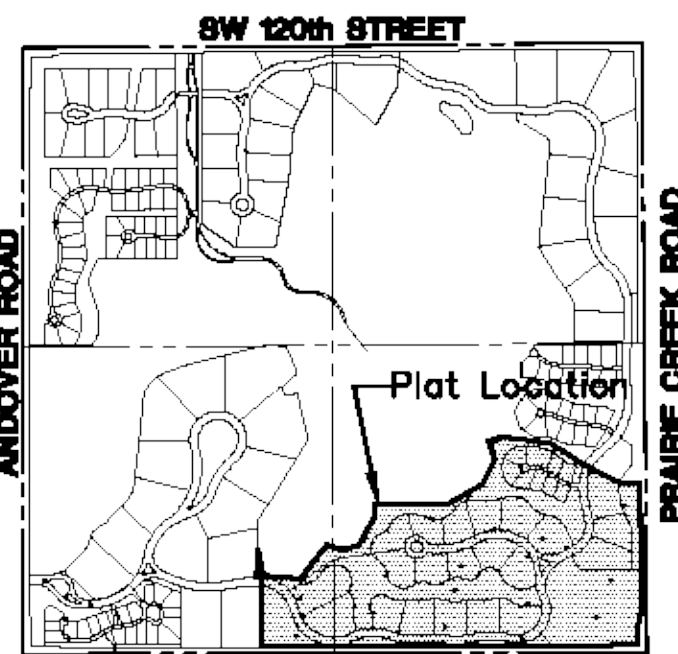 SW 120th STREET
ANDOVER ROAD
PRAIRIE CREEK ROAD
Plat Location